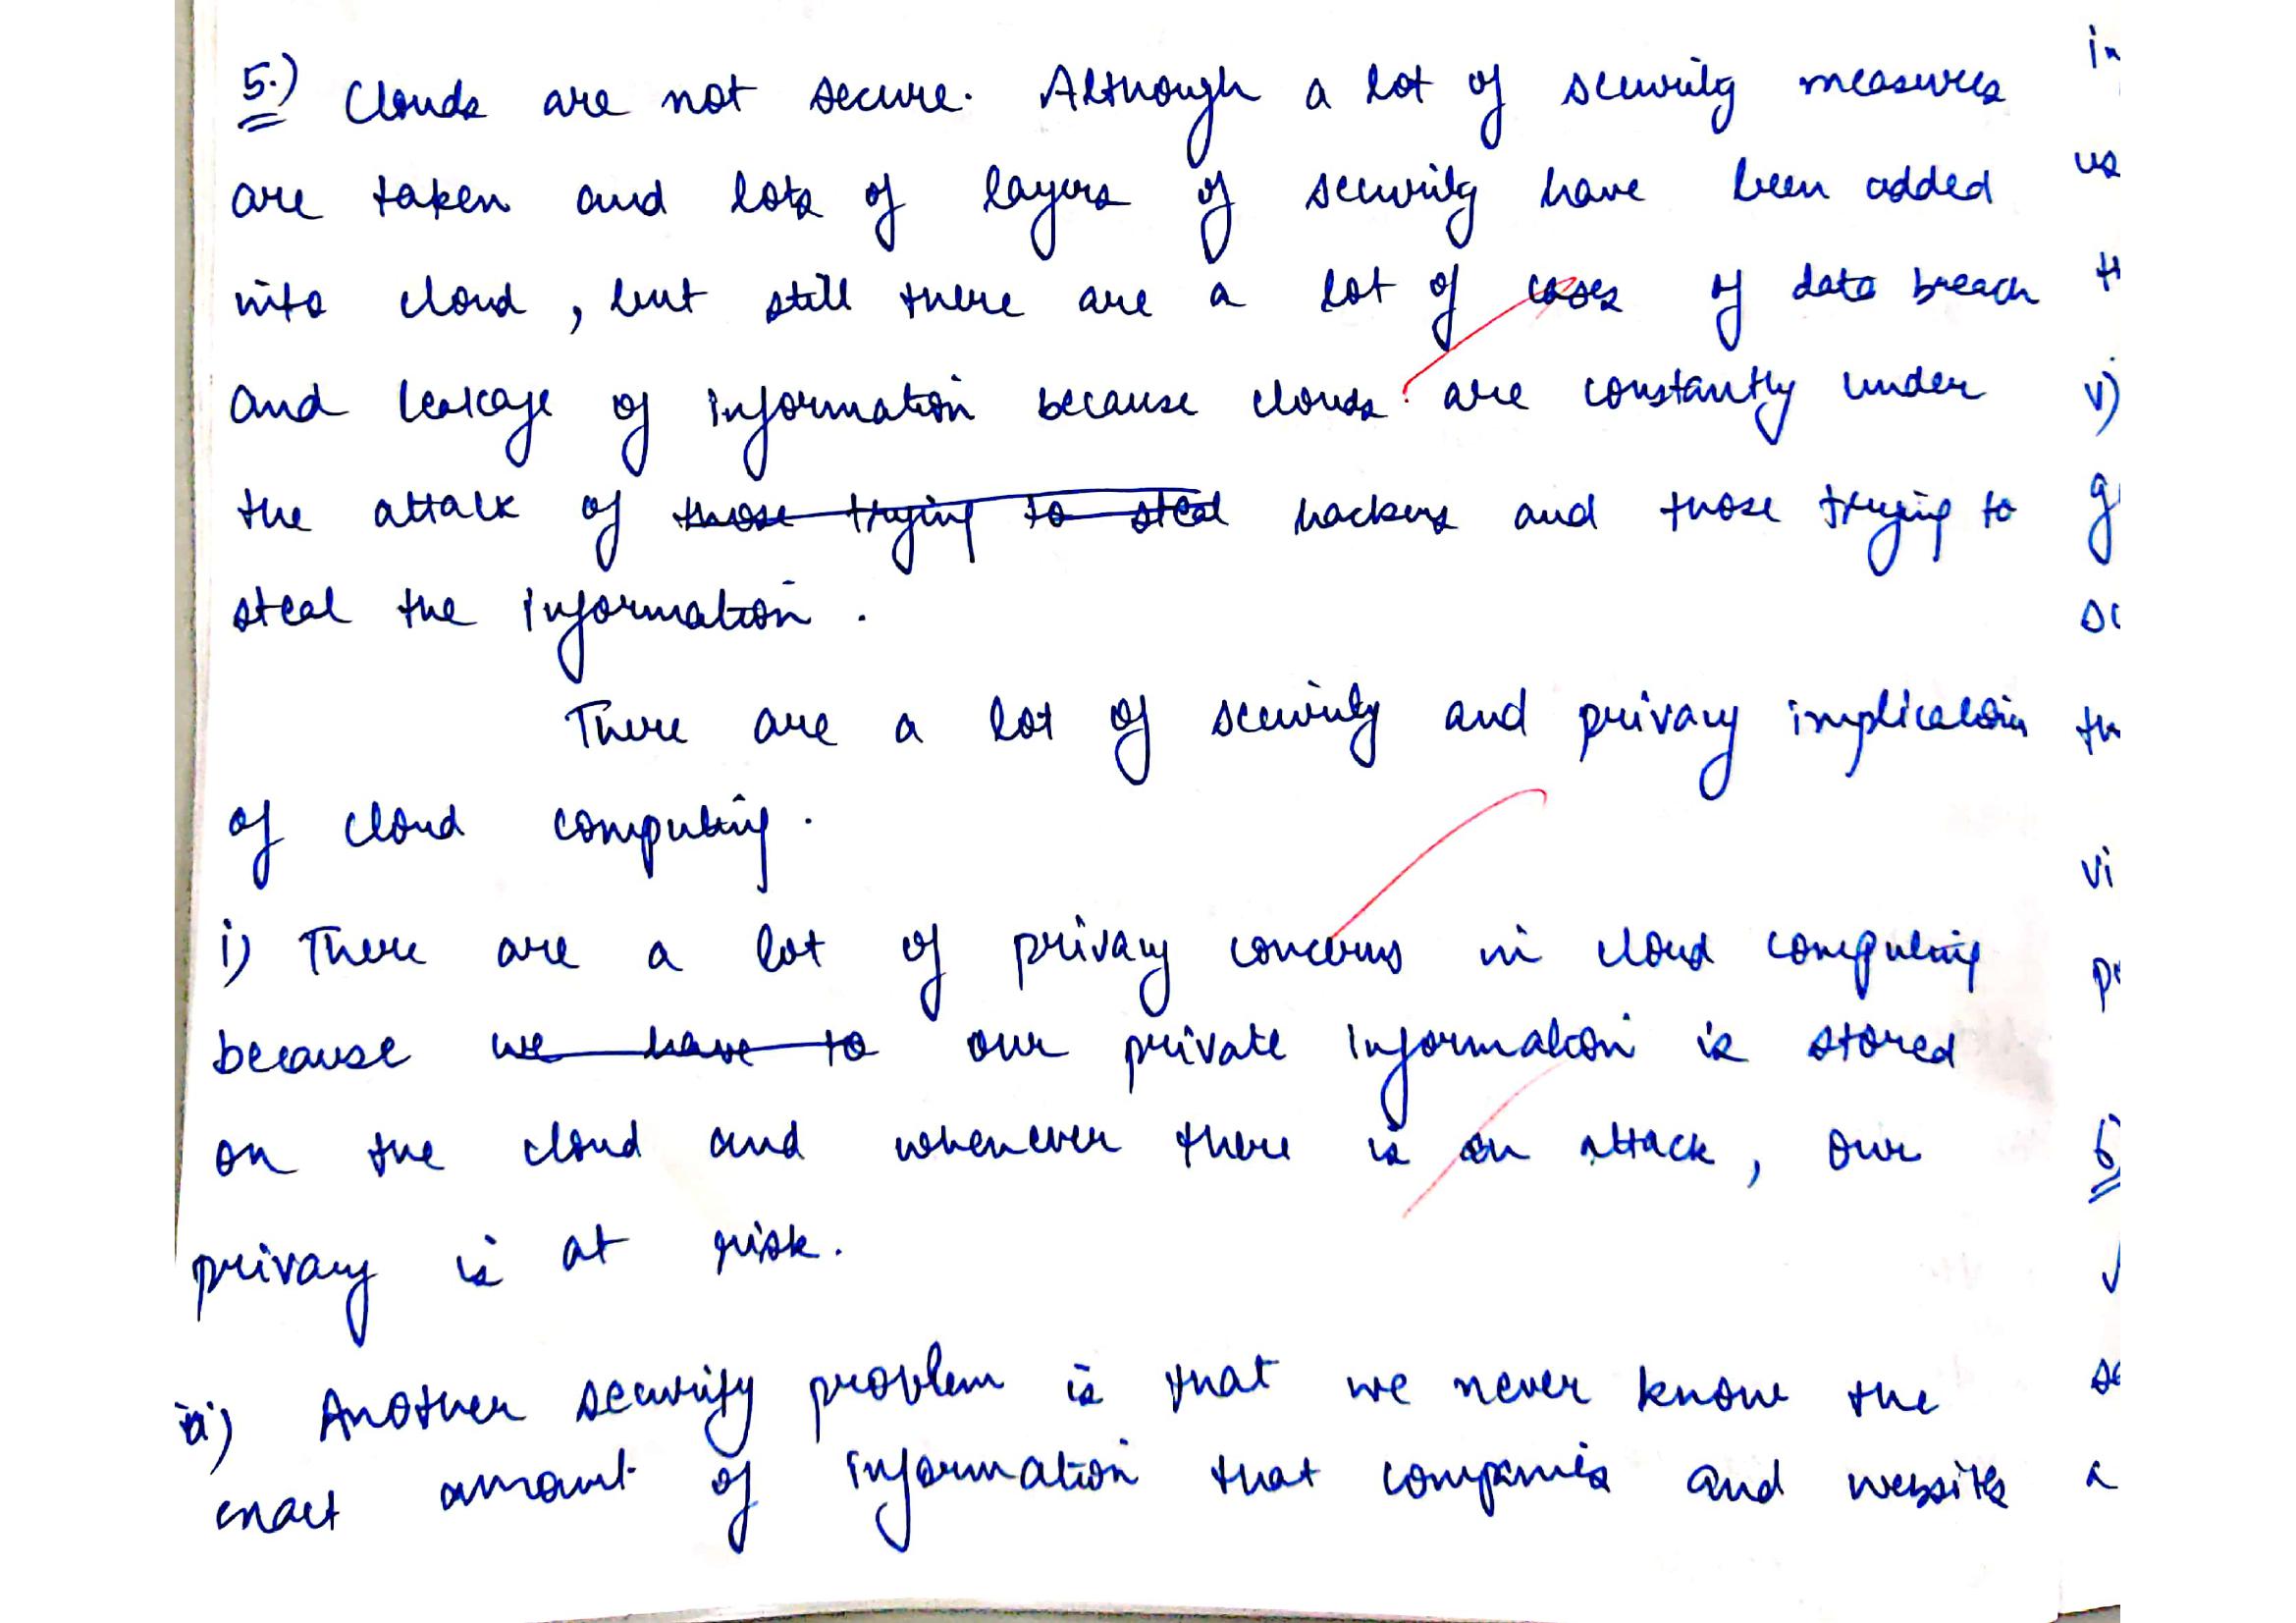 5.) Clouds are not secure. Although a lot of security measures
are taken and lots of layers of security have been added
into cloud, but still there are a lot of cases of data breach
and leakage of information because clouds are constantly under
the attack of those trying to steal hackers and those trying to
steal the information.
There are a lot of security and privacy implication
of cloud computing.
i) There are a lot of privacy concerns in cloud computing
because we have to our private information is stored
on the cloud and whenever there is an attack, our
privacy is at risk.
ii) Another security problem is that we never know the
exact amount of information that companies and websites
in
us
v)
vi
6)